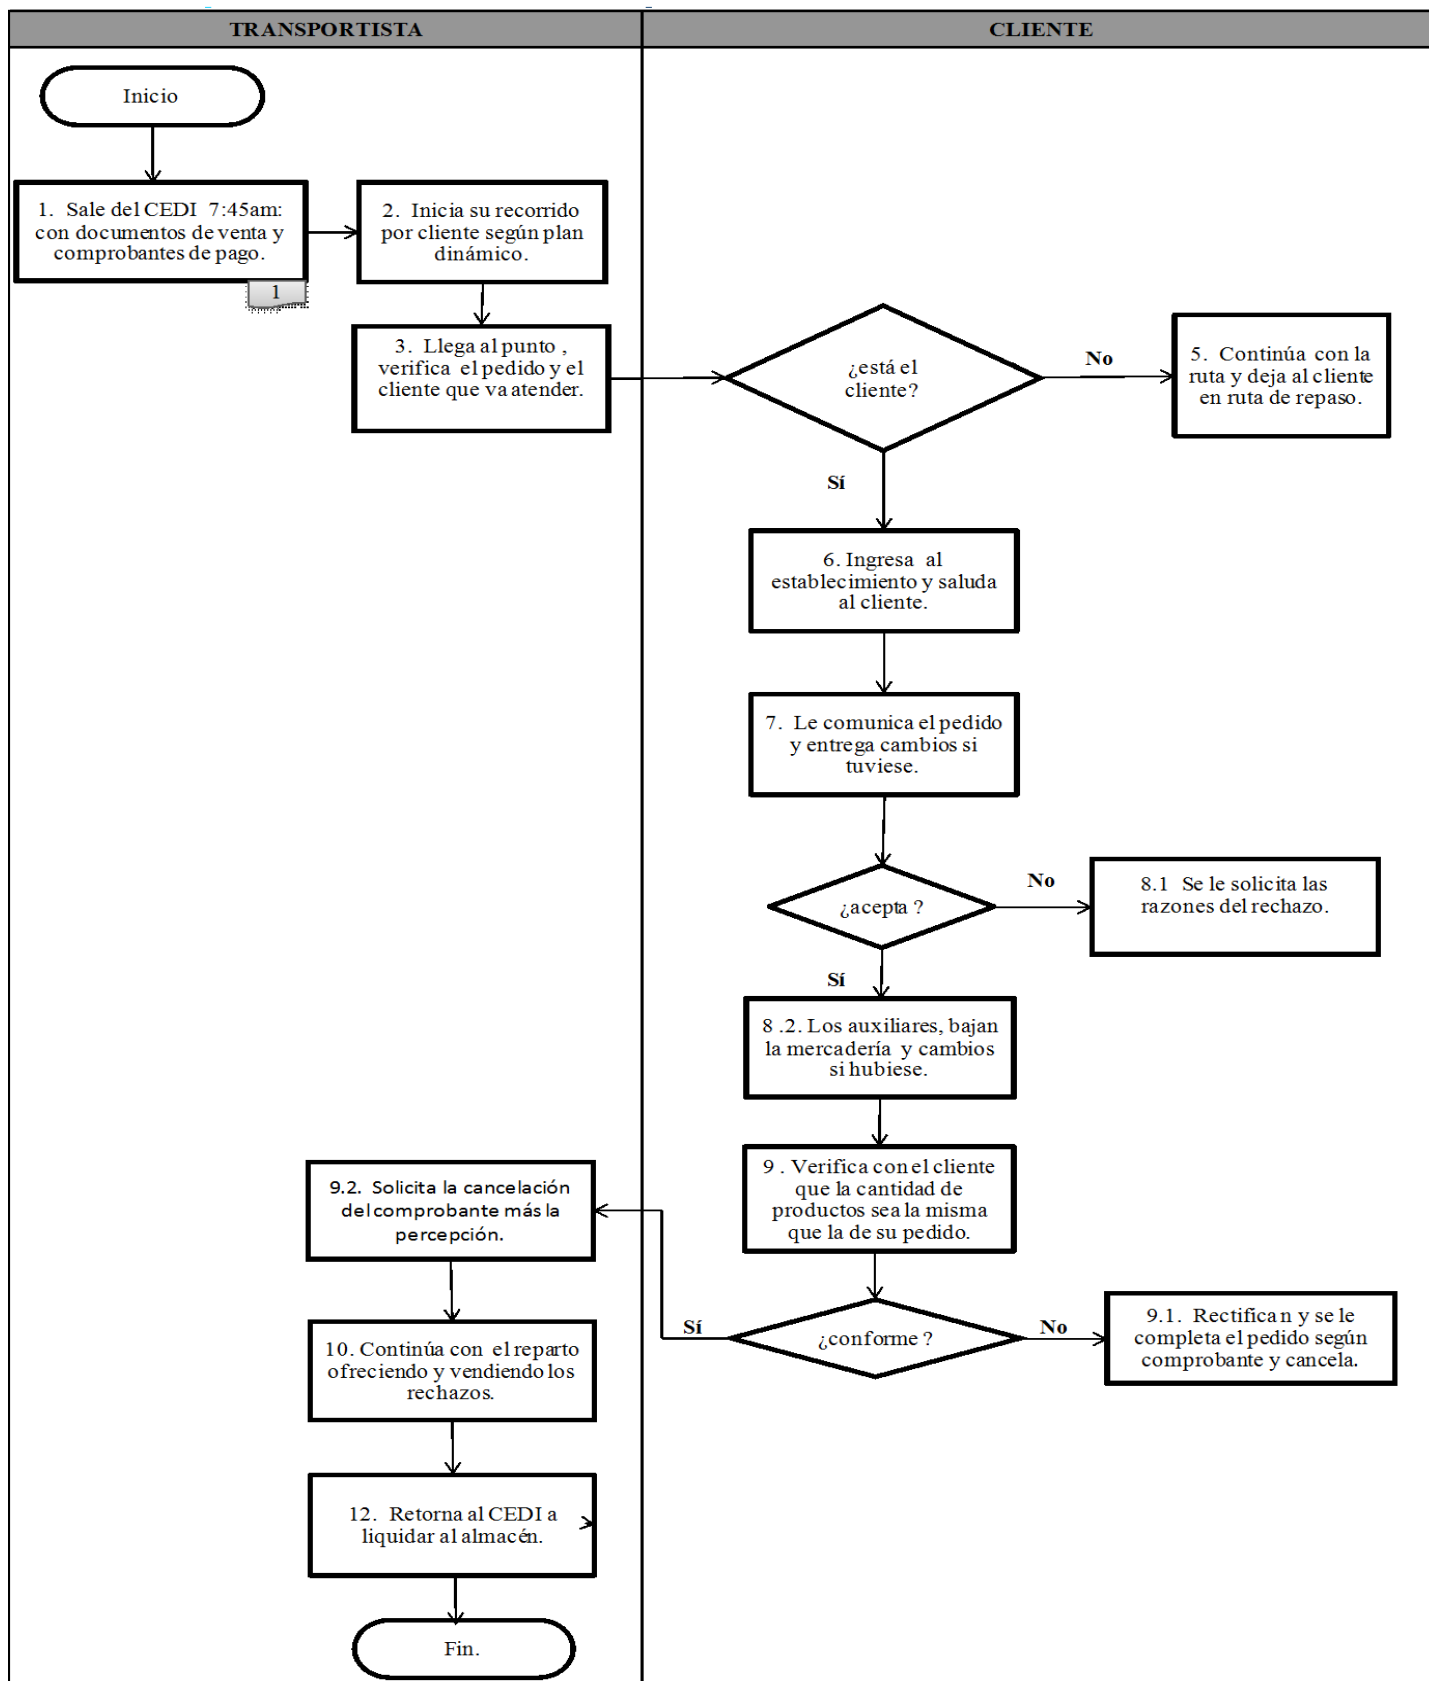 TRANSPORTISTA
CLIENTE
Inicio
1. Sale del CEDI 7:45am:
con documentos de venta y
comprobantes de pago.
1
2. Inicia su recorrido
por cliente según plan
dinámico.
3. Llega al punto ,
verifica el pedido y el
cliente que va atender.
¿está el
cliente?
No
5. Continúa con la
ruta y deja al cliente
en ruta de repaso.
Sí
6. Ingresa al
establecimiento y saluda
al cliente.
7. Le comunica el pedido
y entrega cambios si
tuviese.
¿acepta ?
No
8.1 Se le solicita las
razones del rechazo.
Sí
8 .2. Los auxiliares, bajan
la mercadería y cambios
si hubiese.
9 . Verifica con el cliente
que la cantidad de
productos sea la misma
que la de su pedido.
9.2. Solicita la cancelación
del comprobante más la
percepción.
¿conforme ?
Sí
No
9.1. Rectifica n y se le
completa el pedido según
comprobante y cancela.
10. Continúa con el reparto
ofreciendo y vendiendo los
rechazos.
12. Retorna al CEDI a
liquidar al almacén.
Fin.